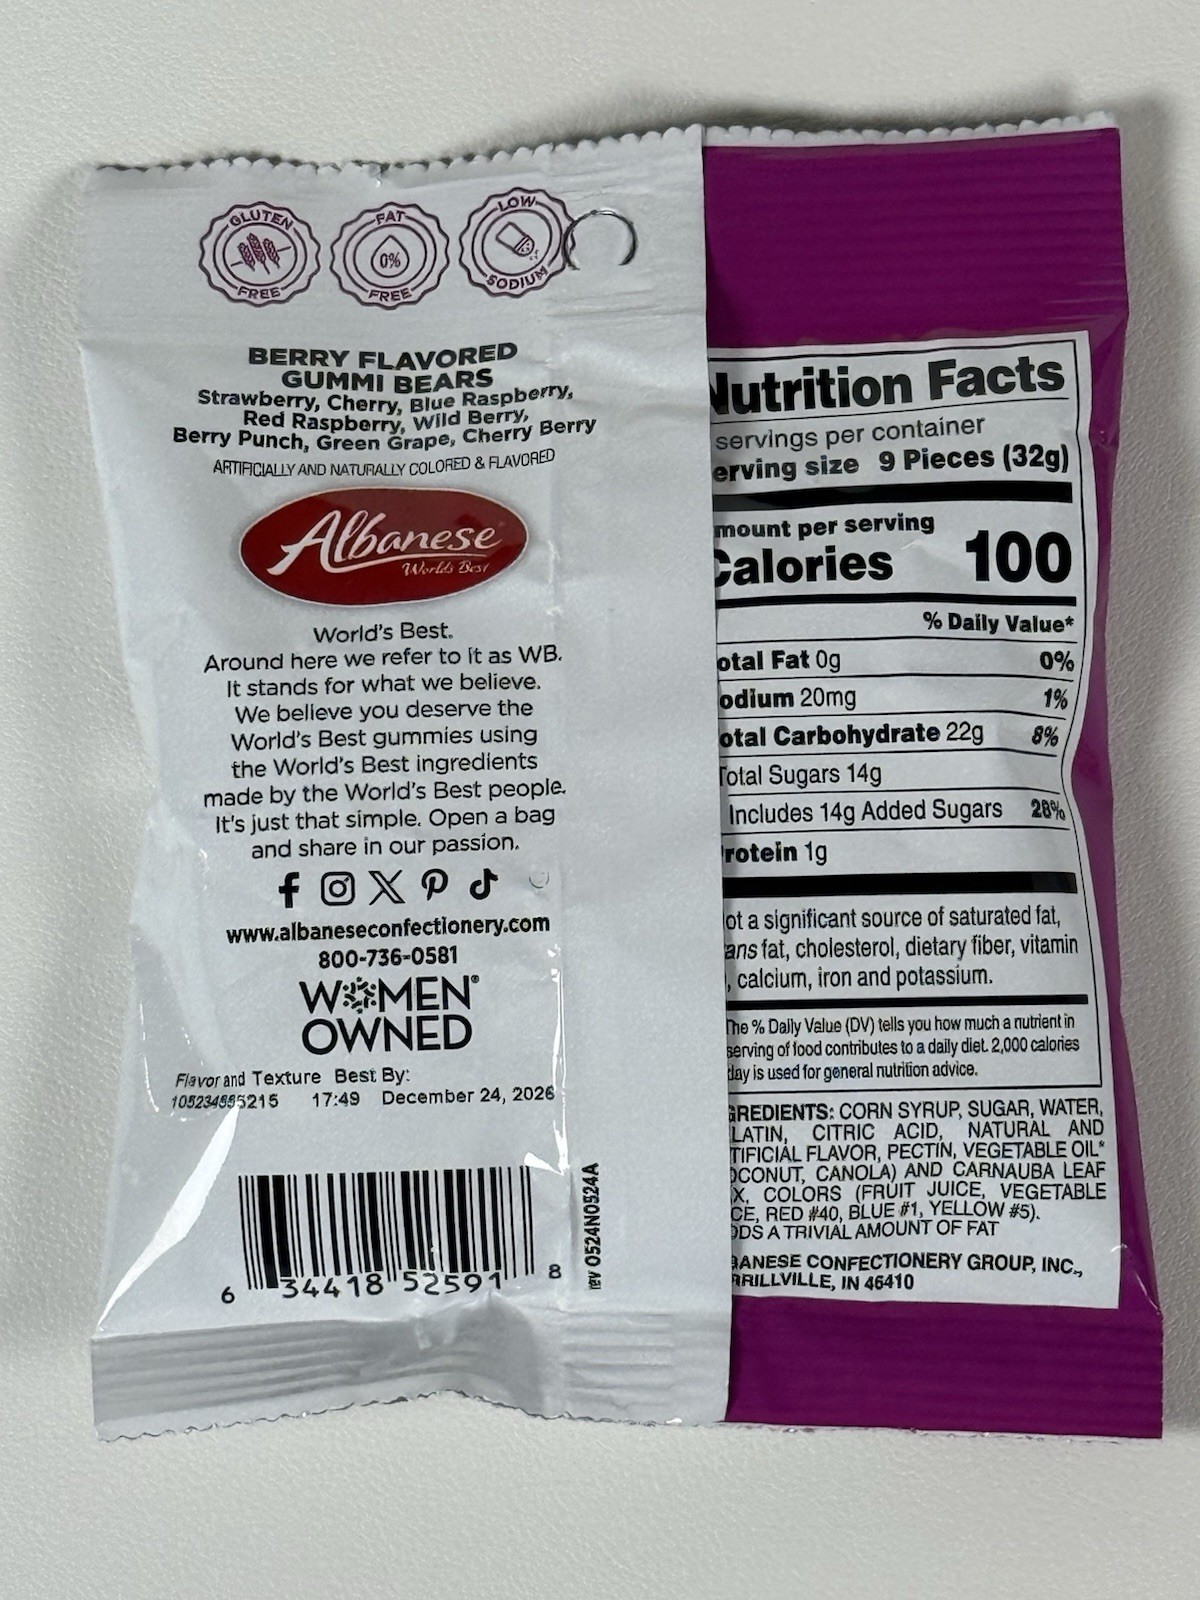 GLUTEN
FREE
FAT
0%
FREE
LOW
SODIUM
BERRY FLAVORED
GUMMI BEARS
Strawberry, Cherry, Blue Raspberry,
Red Raspberry, Wild Berry,
Berry Punch, Green Grape, Cherry Berry
ARTIFICIALLY AND NATURALLY COLORED & FLAVORED
Albanese®
World's Best
World's Best.
Around here we refer to it as WB.
It stands for what we believe.
We believe you deserve the
World's Best gummies using
the World's Best ingredients
made by the World's Best people.
It's just that simple. Open a bag
and share in our passion.
www.albaneseconfectionery.com
800-736-0581
WOMEN®
OWNED
Flavor and Texture Best By:
17:49 December 24, 2026
6 34418 52591 8
rev 0524N0524A
Nutrition Facts
servings per container
erving size 9 Pieces (32g)
mount per serving
Calories 100
% Daily Value*
otal Fat 0g 0%
odium 20mg 1%
otal Carbohydrate 22g 8%
Total Sugars 14g
Includes 14g Added Sugars 28%
rotein 1g
ot a significant source of saturated fat,
ans fat, cholesterol, dietary fiber, vitamin
, calcium, iron and potassium.
The % Daily Value (DV) tells you how much a nutrient in
serving of food contributes to a daily diet. 2,000 calories
day is used for general nutrition advice.
GREDIENTS: CORN SYRUP, SUGAR, WATER,
LATIN, CITRIC ACID, NATURAL AND
TIFICIAL FLAVOR, PECTIN, VEGETABLE OIL*
OCONUT, CANOLA) AND CARNAUBA LEAF
X, COLORS (FRUIT JUICE, VEGETABLE
CE, RED #40, BLUE #1, YELLOW #5).
DDS A TRIVIAL AMOUNT OF FAT
BANESE CONFECTIONERY GROUP, INC.,
RRILLVILLE, IN 46410